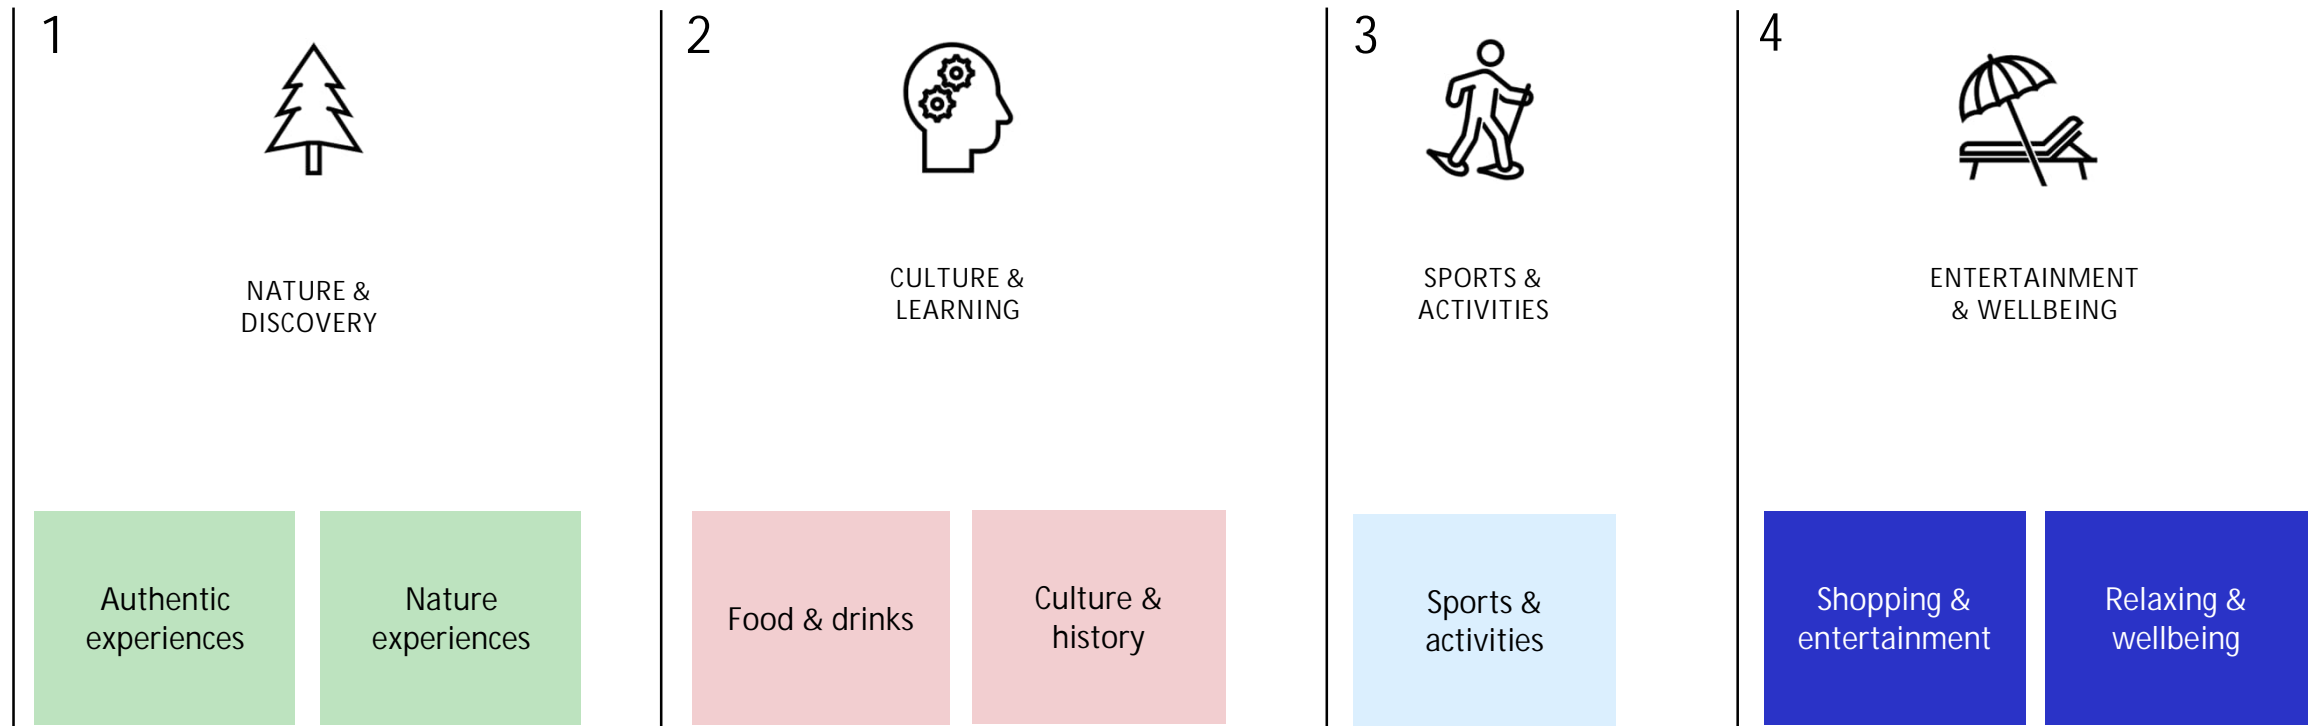 1
NATURE &
DISCOVERY
Authentic
experiences
Nature
experiences
2
CULTURE &
LEARNING
Food & drinks
Culture &
history
3
SPORTS &
ACTIVITIES
Sports &
activities
4
ENTERTAINMENT
& WELLBEING
Shopping &
entertainment
Relaxing &
wellbeing